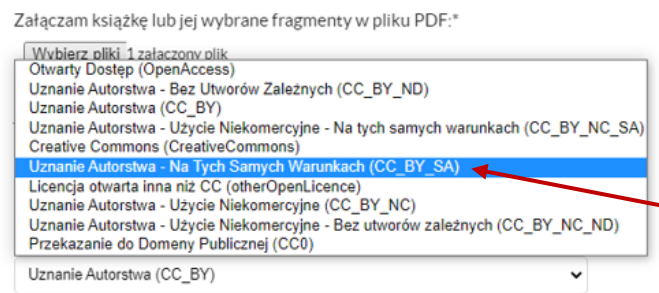 Załączam książkę lub jej wybrane fragmenty w pliku PDF:*
Wybierz pliki 1 załączony plik
Otwarty Dostęp (OpenAccess)
Uznanie Autorstwa - Bez Utworów Zależnych (CC_BY_ND)
Uznanie Autorstwa (CC_BY)
Uznanie Autorstwa - Użycie Niekomercyjne - Na tych samych warunkach (CC_BY_NC_SA)
Creative Commons (CreativeCommons)
Uznanie Autorstwa - Na Tych Samych Warunkach (CC_BY_SA)
Licencja otwarta inna niż CC (otherOpenLicence)
Uznanie Autorstwa - Użycie Niekomercyjne (CC_BY_NC)
Uznanie Autorstwa - Użycie Niekomercyjne - Bez utworów zależnych (CC_BY_NC_ND)
Przekazanie do Domeny Publicznej (CC0)
Uznanie Autorstwa (CC_BY)